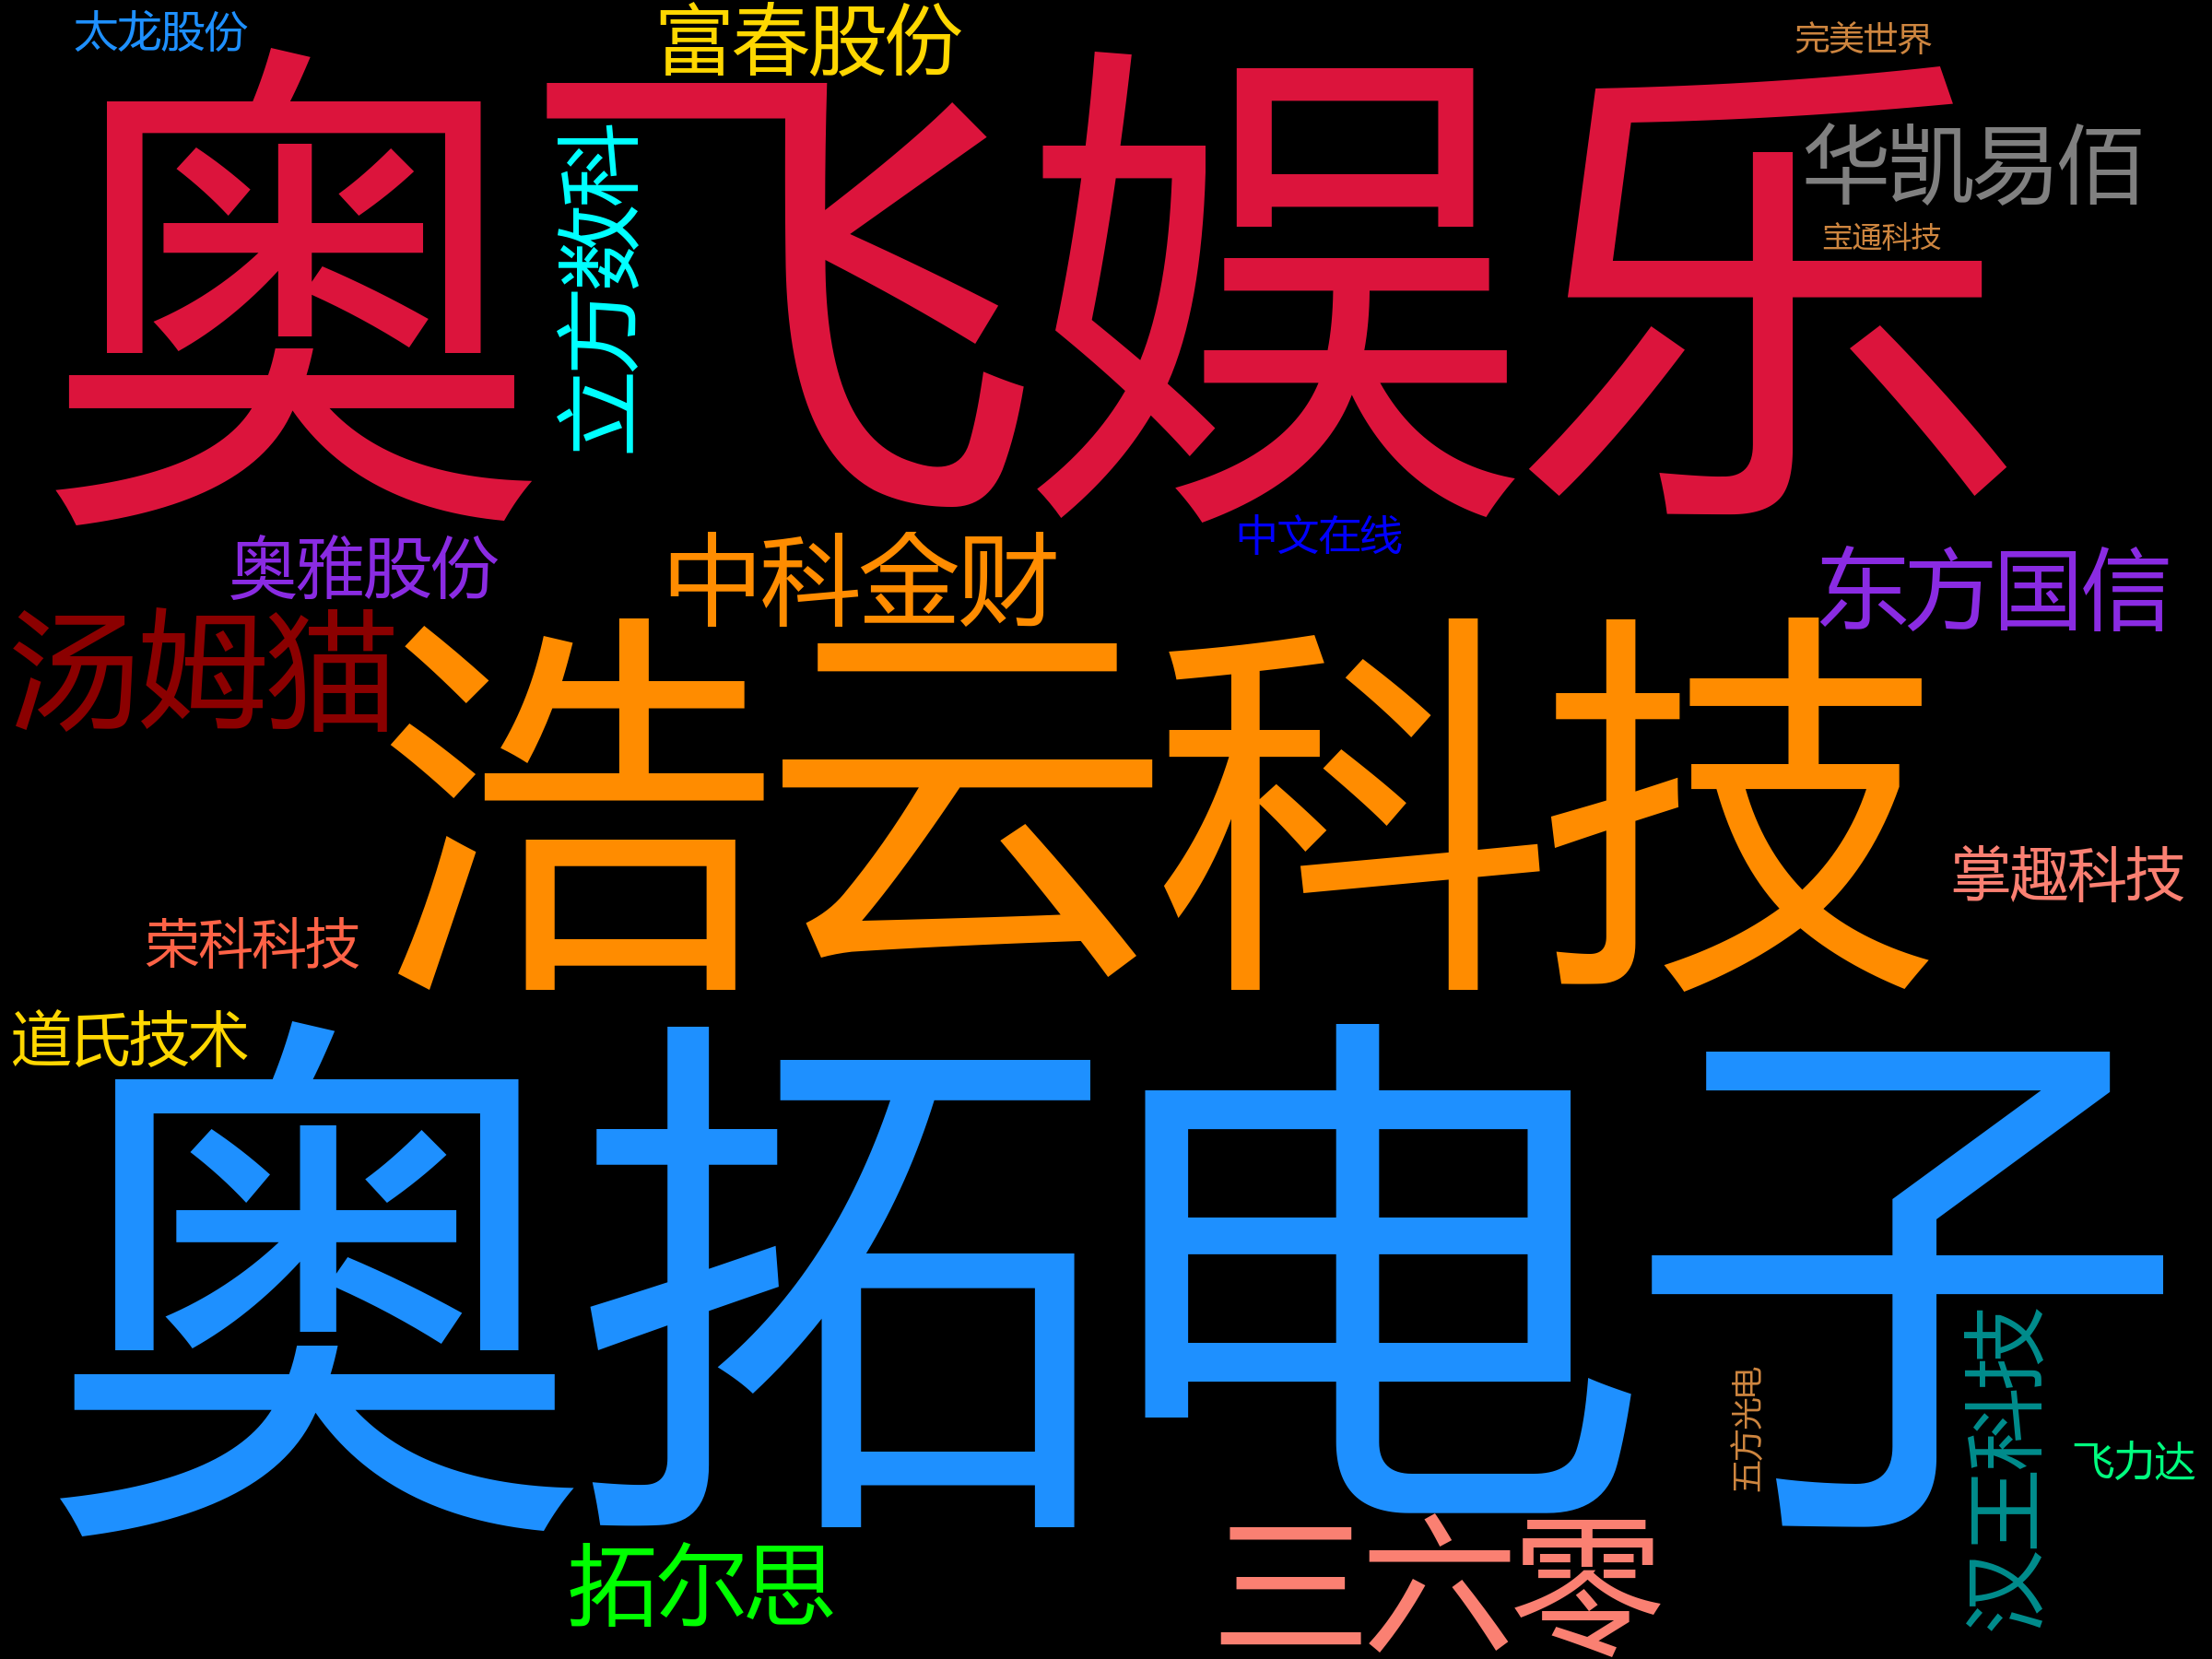 太龙股份
富春股份
完美世界
奥飞娱乐
立方数科
华凯易佰
宝通科技
中文在线
奥雅股份
中科金财
东方国信
汤姆猫
浩云科技
掌趣科技
荣科科技
道氏技术
奥拓电子
五方光电
汉王科技
飞力达
拓尔思
三六零